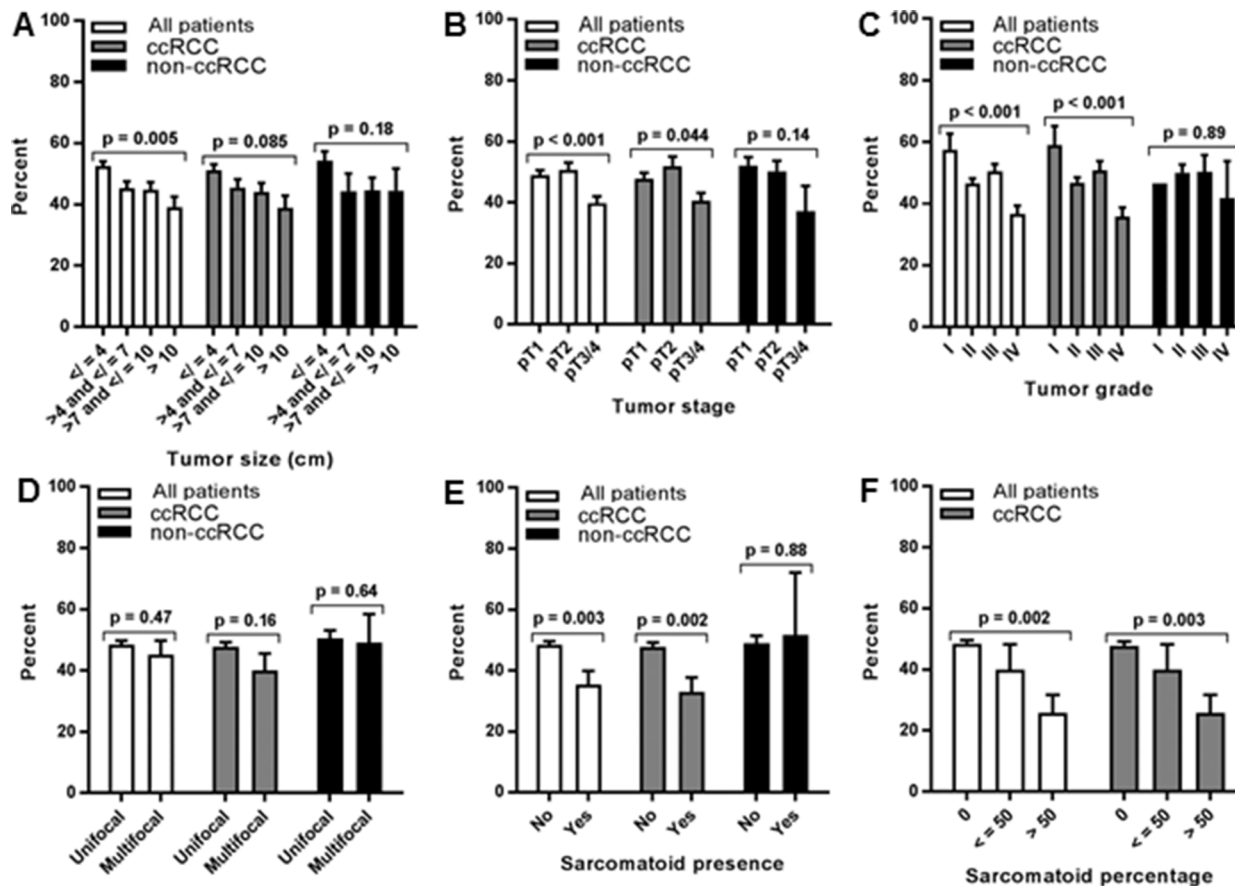 A
All patients
ccRCC
non-ccRCC
Percent
100
80
60
40
20
0
p = 0.005
p = 0.085
p = 0.18
</= 4
>4 and </= 7
>7 and </= 10
> 10
</= 4
>4 and </= 7
>7 and </= 10
> 10
</= 4
>4 and </= 7
>7 and </= 10
> 10
Tumor size (cm)
B
All patients
ccRCC
non-ccRCC
Percent
100
80
60
40
20
0
p < 0.001
p = 0.044
p = 0.14
pT1
pT2
pT3/4
pT1
pT2
pT3/4
pT1
pT2
pT3/4
Tumor stage
C
All patients
ccRCC
non-ccRCC
Percent
100
80
60
40
20
0
p < 0.001
p < 0.001
p = 0.89
I
II
III
IV
I
II
III
IV
I
II
III
IV
Tumor grade
D
All patients
ccRCC
non-ccRCC
Percent
100
80
60
40
20
0
p = 0.47
p = 0.16
p = 0.64
Unifocal
Multifocal
Unifocal
Multifocal
Unifocal
Multifocal
E
All patients
ccRCC
non-ccRCC
Percent
100
80
60
40
20
0
p = 0.003
p = 0.002
p = 0.88
No
Yes
No
Yes
No
Yes
Sarcomatoid presence
F
All patients
ccRCC
Percent
100
80
60
40
20
0
p = 0.002
p = 0.003
0
< = 50
> 50
0
< = 50
> 50
Sarcomatoid percentage